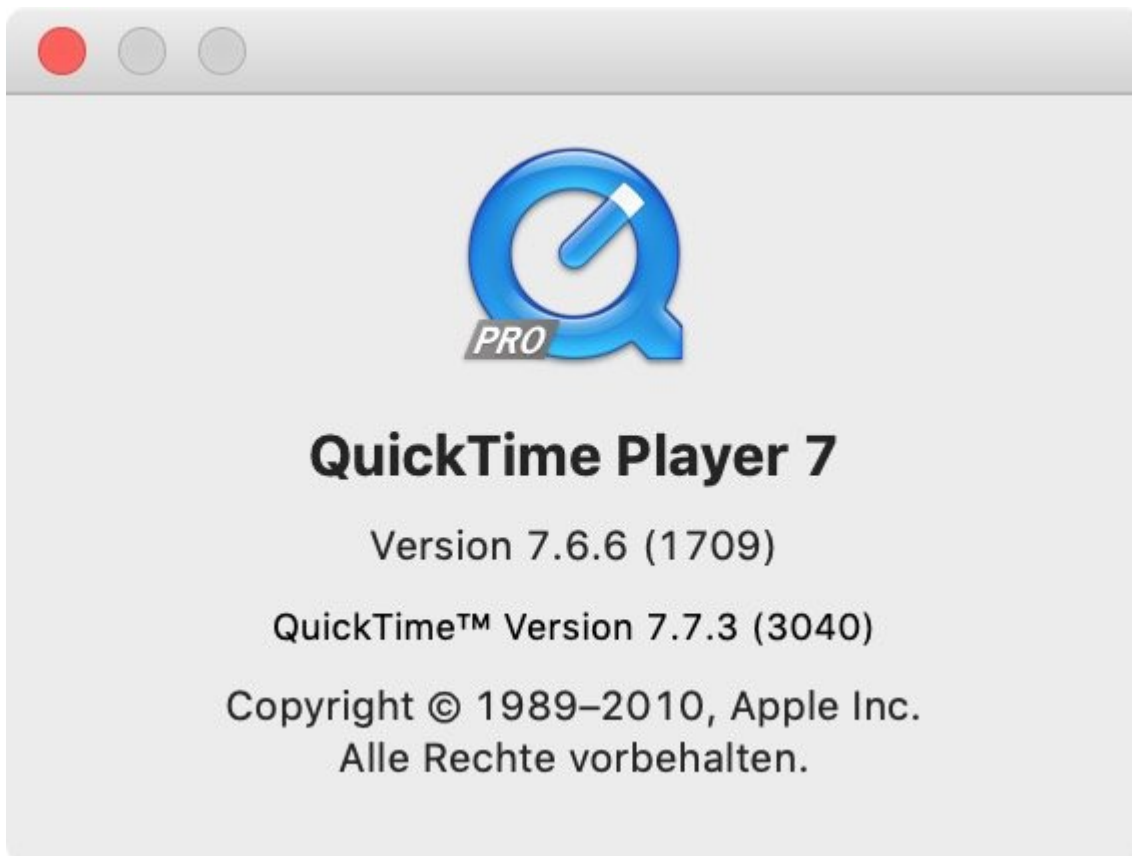 PRO
QuickTime Player 7
Version 7.6.6 (1709)
QuickTime™ Version 7.7.3 (3040)
Copyright © 1989–2010, Apple Inc.
Alle Rechte vorbehalten.